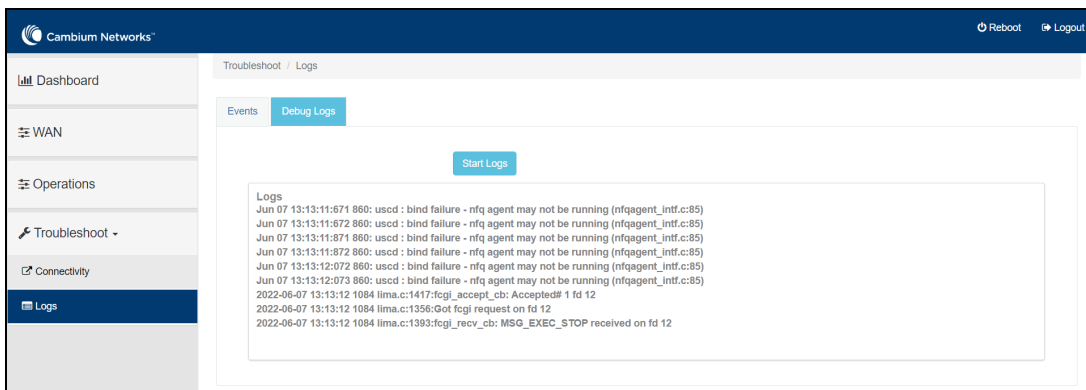 Cambium Networks™
Reboot
Logout
Dashboard
WAN
Operations
Troubleshoot
Connectivity
Logs
Troubleshoot / Logs
Events
Debug Logs
Start Logs
Logs
Jun 07 13:13:11:671 860: uscd : bind failure - nfq agent may not be running (nfqagent_intf.c:85)
Jun 07 13:13:11:672 860: uscd : bind failure - nfq agent may not be running (nfqagent_intf.c:85)
Jun 07 13:13:11:871 860: uscd : bind failure - nfq agent may not be running (nfqagent_intf.c:85)
Jun 07 13:13:11:872 860: uscd : bind failure - nfq agent may not be running (nfqagent_intf.c:85)
Jun 07 13:13:12:072 860: uscd : bind failure - nfq agent may not be running (nfqagent_intf.c:85)
Jun 07 13:13:12:073 860: uscd : bind failure - nfq agent may not be running (nfqagent_intf.c:85)
2022-06-07 13:13:12 1084 lima.c:1417:fcgi_accept_cb: Accepted# 1 fd 12
2022-06-07 13:13:12 1084 lima.c:1356:Got fcgi request on fd 12
2022-06-07 13:13:12 1084 lima.c:1393:fcgi_recv_cb: MSG_EXEC_STOP received on fd 12